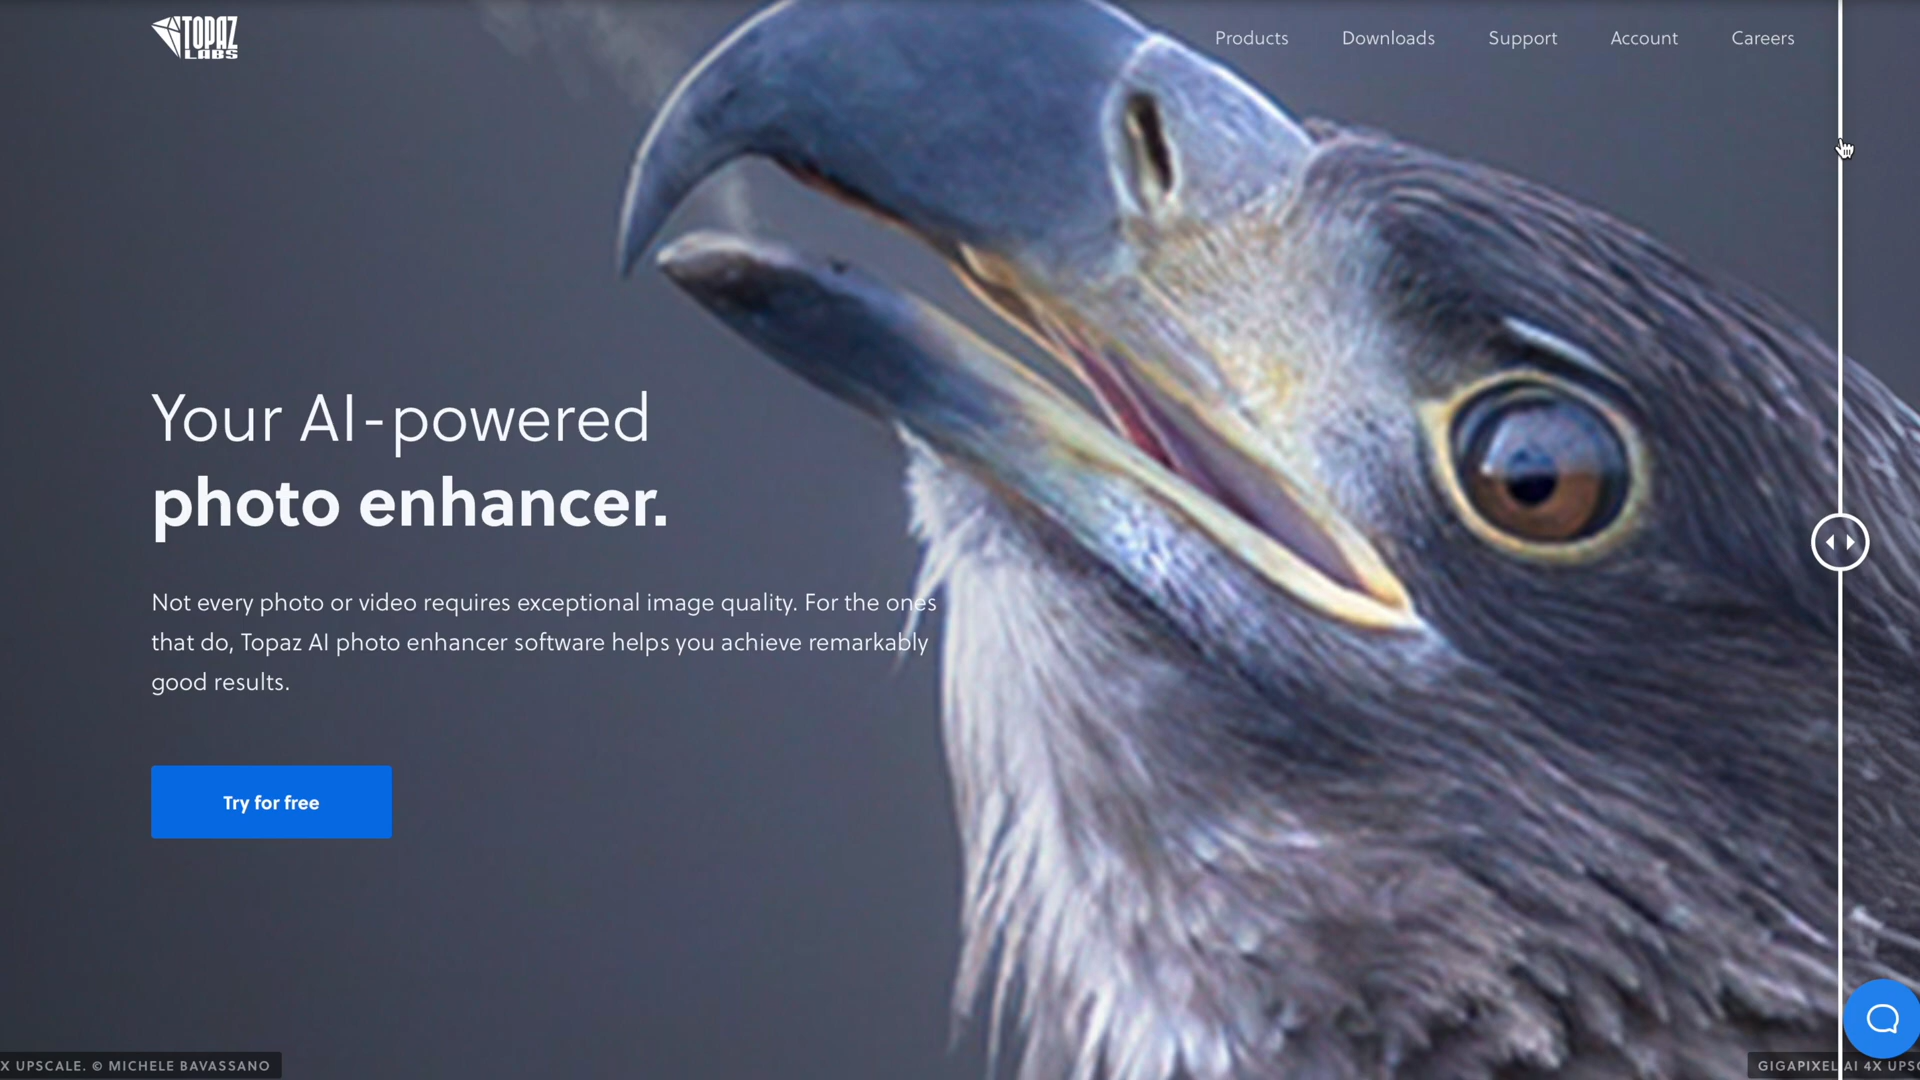 TOPAZ
LABS
Products
Downloads
Support
Account
Careers
Your AI-powered
photo enhancer.
Not every photo or video requires exceptional image quality. For the ones
that do, Topaz AI photo enhancer software helps you achieve remarkably
good results.
Try for free
X UPSCALE. © MICHELE BAVASSANO
GIGAPIXEL AI 4X